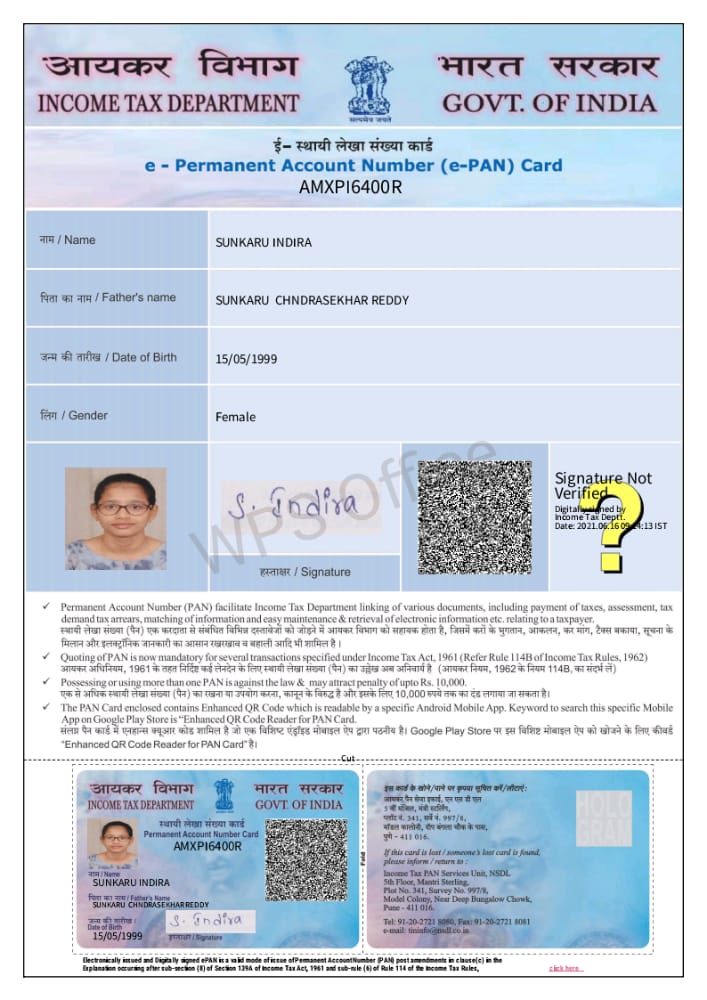 आयकर विभाग
INCOME TAX DEPARTMENT
सत्यमेव जयते
भारत सरकार
GOVT. OF INDIA
ई- स्थायी लेखा संख्या कार्ड
e - Permanent Account Number (e-PAN) Card
AMXPI6400R
नाम / Name
SUNKARU INDIRA
पिता का नाम / Father's name
SUNKARU CHNDRASEKHAR REDDY
जन्म की तारीख / Date of Birth
15/05/1999
लिंग / Gender
Female
S. Indira
हस्ताक्षर / Signature
WPS Office
Signature Not
Verified
Digitally signed by
Income Tax Deptt.
Date: 2021.06.16 09:14:13 IST
?
✓ Permanent Account Number (PAN) facilitate Income Tax Department linking of various documents, including payment of taxes, assessment, tax
demand tax arrears, matching of information and easy maintenance & retrieval of electronic information etc. relating to a taxpayer.
स्थायी लेखा संख्या (पैन) एक करदाता से संबंधित विभिन्न दस्तावेजों को जोड़ने में आयकर विभाग को सहायक होता है, जिसमें करों के भुगतान, आकलन, कर मांग, टैक्स बकाया, सूचना के
मिलान और इलक्ट्रॉनिक जानकारी का आसान रखरखाव व बहाली आदि भी शामिल है।
✓ Quoting of PAN is now mandatory for several transactions specified under Income Tax Act, 1961 (Refer Rule 114B of Income Tax Rules, 1962)
आयकर अधिनियम, 1961 के तहत निर्दिष्ट कई लेनदेन के लिए स्थायी लेखा संख्या (पैन) का उल्लेख अब अनिवार्य है (आयकर नियम, 1962 के नियम 114B, का संदर्भ लें)
✓ Possessing or using more than one PAN is against the law & may attract penalty of upto Rs. 10,000.
एक से अधिक स्थायी लेखा संख्या (पैन) का रखना या उपयोग करना, कानून के विरुद्ध है और इसके लिए 10,000 रुपये तक का दंड लगाया जा सकता है।
✓ The PAN Card enclosed contains Enhanced QR Code which is readable by a specific Android Mobile App. Keyword to search this specific Mobile
App on Google Play Store is "Enhanced QR Code Reader for PAN Card.
संलग्न पैन कार्ड में एनहान्स क्यूआर कोड शामिल है जो एक विशिष्ट एंड्रॉइड मोबाइल ऐप द्वारा पठनीय है। Google Play Store पर इस विशिष्ट मोबाइल ऐप को खोजने के लिए कीवर्ड
"Enhanced QR Code Reader for PAN Card" है।
Cut
आयकर विभाग
INCOME TAX DEPARTMENT
भारत सरकार
GOVT. OF INDIA
स्थायी लेखा संख्या कार्ड
Permanent Account Number Card
AMXPI6400R
नाम / Name
SUNKARU INDIRA
पिता का नाम / Father's Name
SUNKARU CHNDRASEKHARREDDY
जन्म की तारीख /
Date of Birth
15/05/1999
S. Indira
हस्ताक्षर / Signature
Fold
इस कार्ड के खोने/पाने पर कृपया सूचित करें/लौटाएं:
आयकर पैन सेवा इकाई, एन एस डी एल
5 वीं मंजिल, मंत्री स्टर्लिंग,
प्लॉट नं. 341, सर्वे नं. 997/8,
मॉडल कालोनी, दीप बंगला चौक के पास,
पुणे - 411 016.
If this card is lost / someone's lost card is found,
please inform / return to :
Income Tax PAN Services Unit, NSDL
5th Floor, Mantri Sterling,
Plot No. 341, Survey No. 997/8,
Model Colony, Near Deep Bungalow Chowk,
Pune - 411 016.
Tel: 91-20-2721 8080, Fax: 91-20-2721 8081
e-mail: tininfo@nsdl.co.in
HOLO
GRAM
Electronically issued and Digitally signed ePAN is a valid mode of issue of Permanent Account Number (PAN) post amendments in clause (c) in the
Explanation occurring after sub-section (8) of Section 139A of Income Tax Act, 1961 and sub-rule (6) of Rule 114 of the Income Tax Rules,
click here